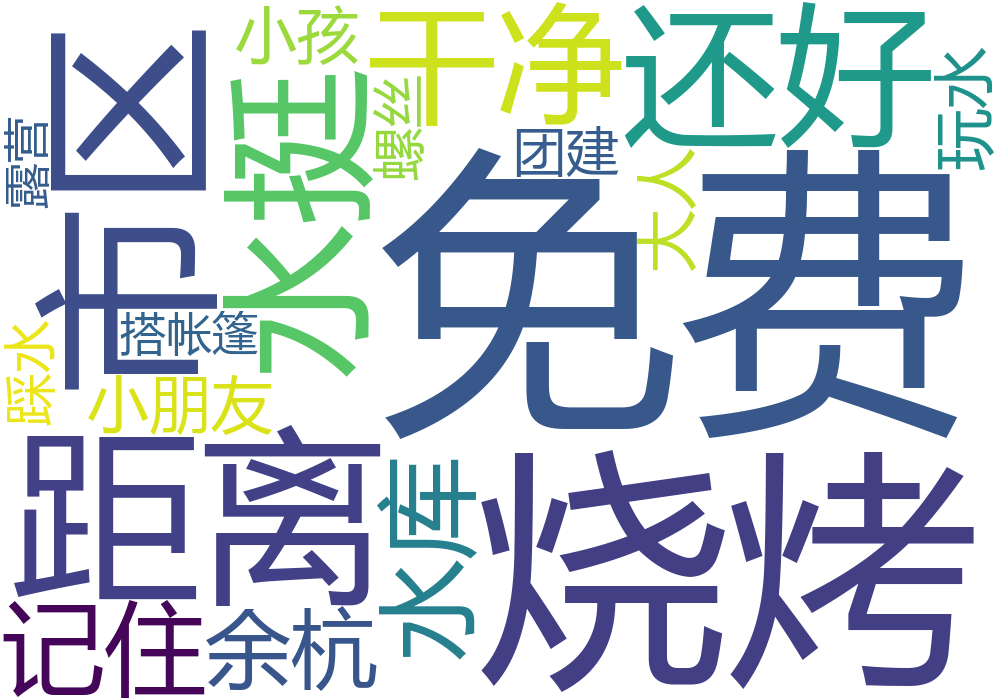 小孩
干净
还好
市区
水挺
螺丝
玩水
露营
团建
大人
免费
搭帐篷
踩水
小朋友
距离
水库
烧烤
记住
余杭